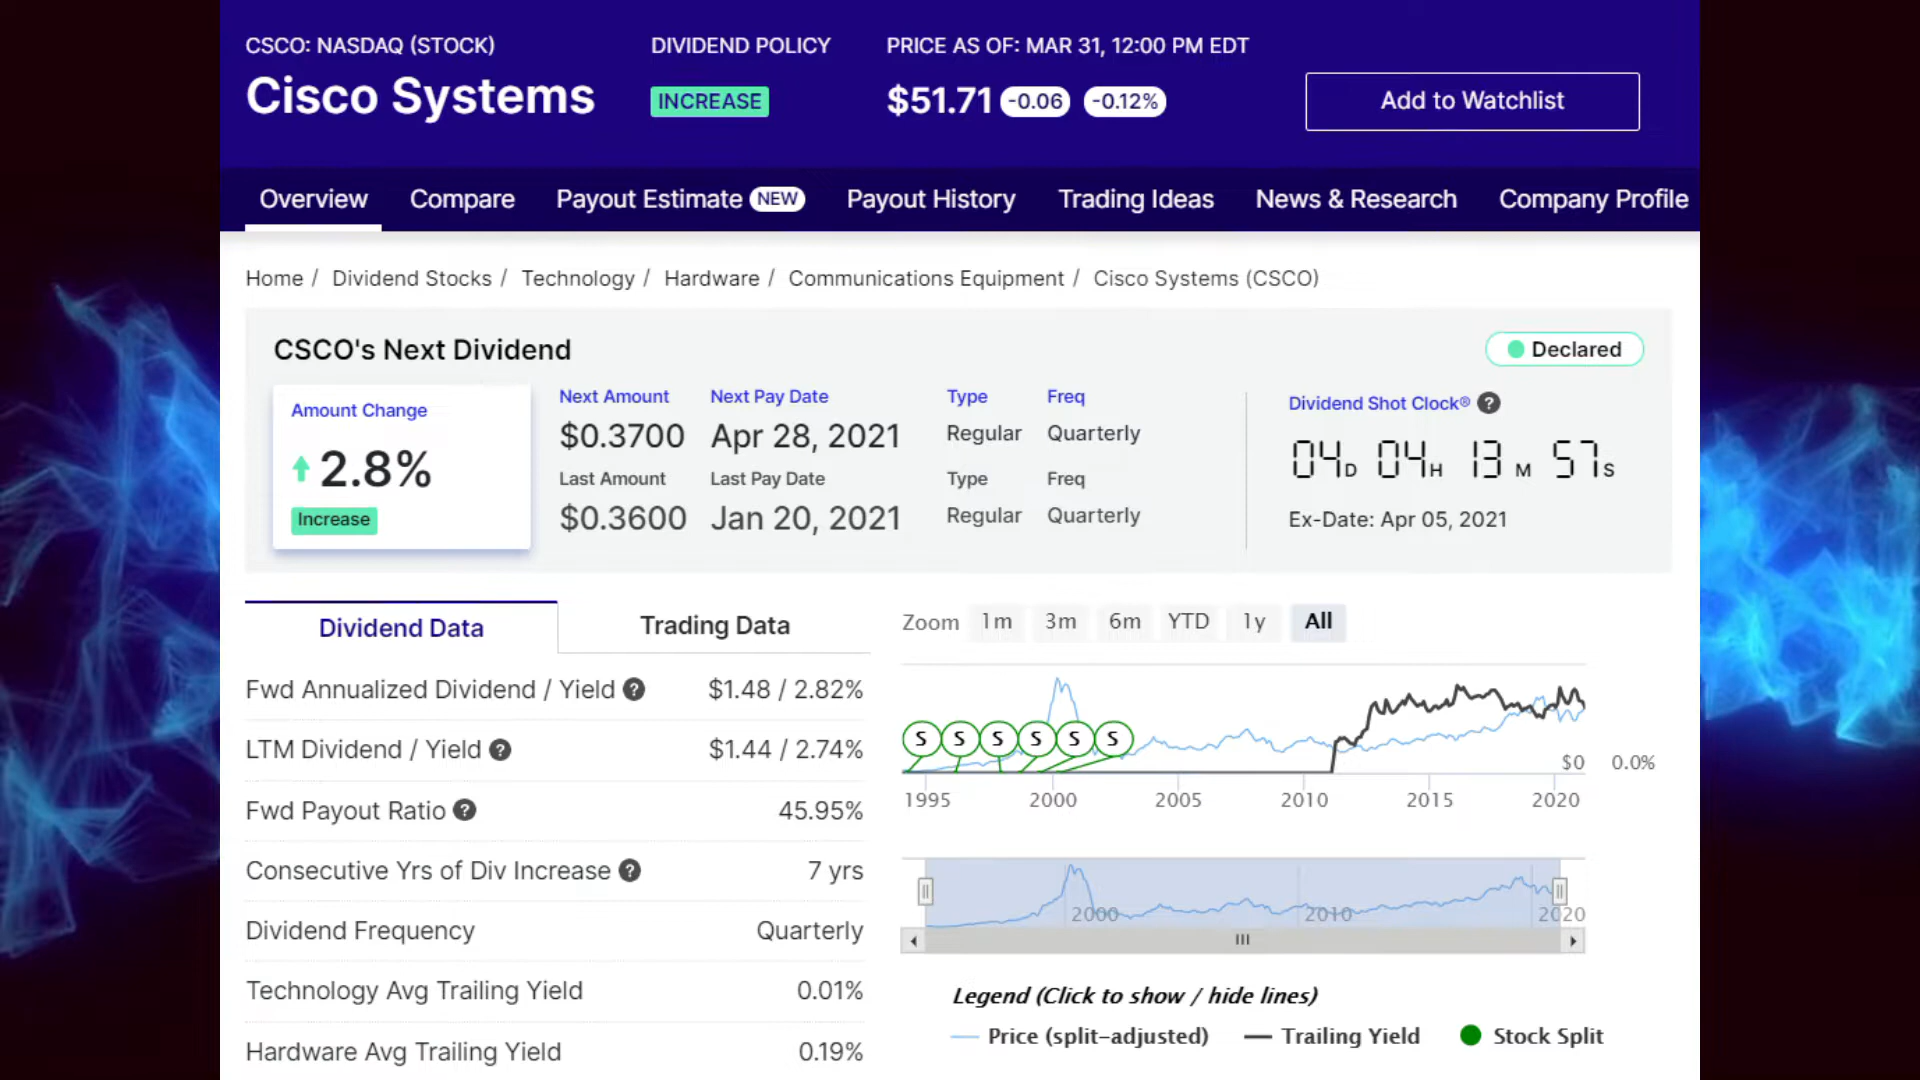 CSCO: NASDAQ (STOCK)
Cisco Systems
DIVIDEND POLICY
INCREASE
PRICE AS OF: MAR 31, 12:00 PM EDT
$51.71 -0.06 -0.12%
Add to Watchlist
Overview Compare Payout Estimate NEW Payout History Trading Ideas News & Research Company Profile
Home / Dividend Stocks / Technology / Hardware / Communications Equipment / Cisco Systems (CSCO)
CSCO's Next Dividend
Declared
Amount Change
2.8%
Increase
Next Amount Next Pay Date Type Freq
$0.3700 Apr 28, 2021 Regular Quarterly
Last Amount Last Pay Date Type Freq
$0.3600 Jan 20, 2021 Regular Quarterly
Dividend Shot Clock® ?
04D 04H 13M 57S
Ex-Date: Apr 05, 2021
Dividend Data
Trading Data
Fwd Annualized Dividend / Yield ? $1.48 / 2.82%
LTM Dividend / Yield ? $1.44 / 2.74%
Fwd Payout Ratio ? 45.95%
Consecutive Yrs of Div Increase ? 7 yrs
Dividend Frequency Quarterly
Technology Avg Trailing Yield 0.01%
Hardware Avg Trailing Yield 0.19%
Zoom 1m 3m 6m YTD 1y All
S S S S S S
$0 0.0%
1995 2000 2005 2010 2015 2020
2000 2010 2020
Legend (Click to show / hide lines)
Price (split-adjusted) Trailing Yield Stock Split